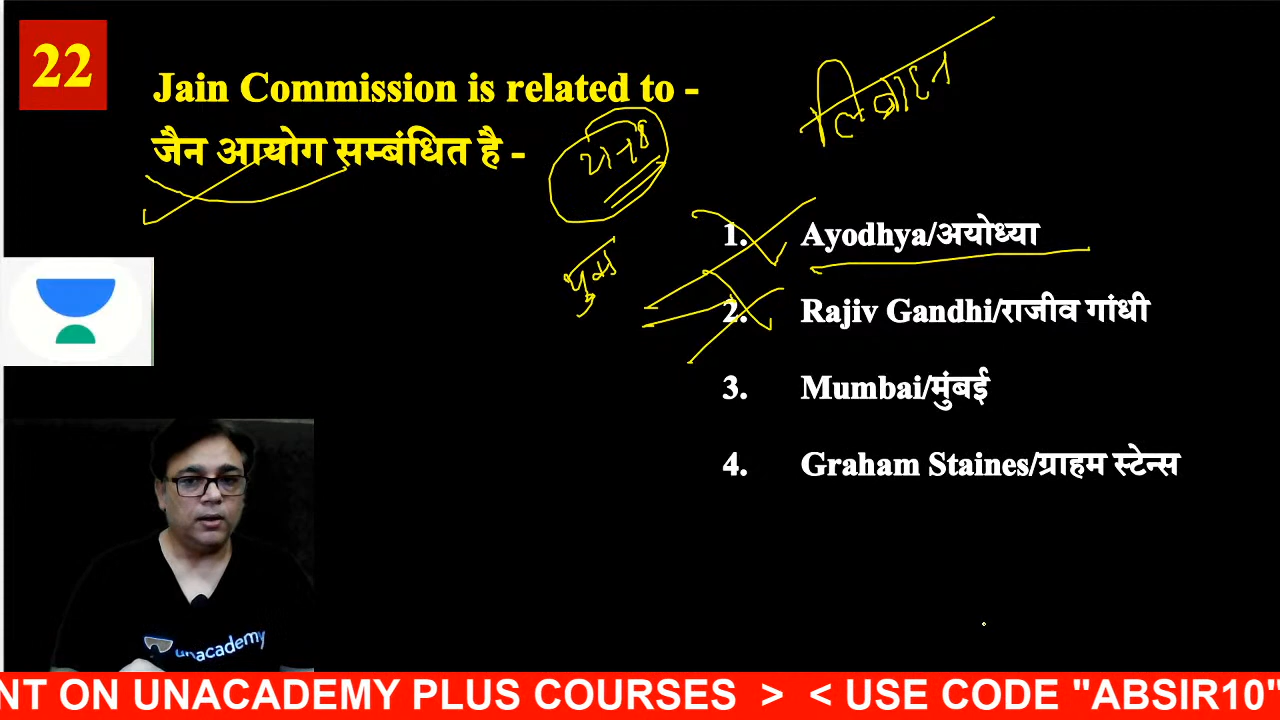 22
Jain Commission is related to -
जैन आयोग सम्बंधित है -
लिब्राहन
1. Ayodhya/अयोध्या
2. Rajiv Gandhi/राजीव गांधी
3. Mumbai/मुंबई
4. Graham Staines/ग्राहम स्टेन्स
unacademy
NT ON UNACADEMY PLUS COURSES > < USE CODE "ABSIR10"